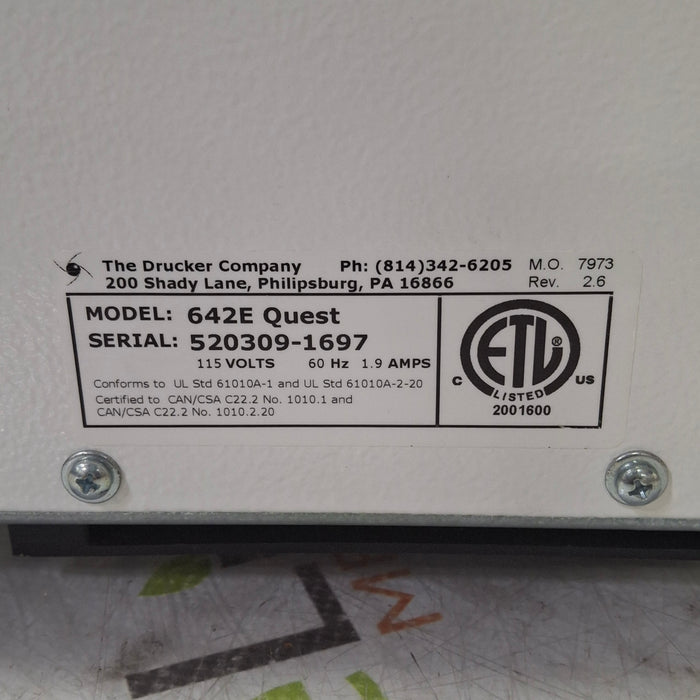 The Drucker Company Ph: (814)342-6205 M.O. 7973
200 Shady Lane, Philipsburg, PA 16866 Rev. 2.6
MODEL: 642E Quest
SERIAL: 520309-1697
115 VOLTS 60 Hz 1.9 AMPS
Conforms to UL Std 61010A-1 and UL Std 61010A-2-20
Certified to CAN/CSA C22.2 No. 1010.1 and
CAN/CSA C22.2 No. 1010.2.20
ETL ®
C US
LISTED
2001600